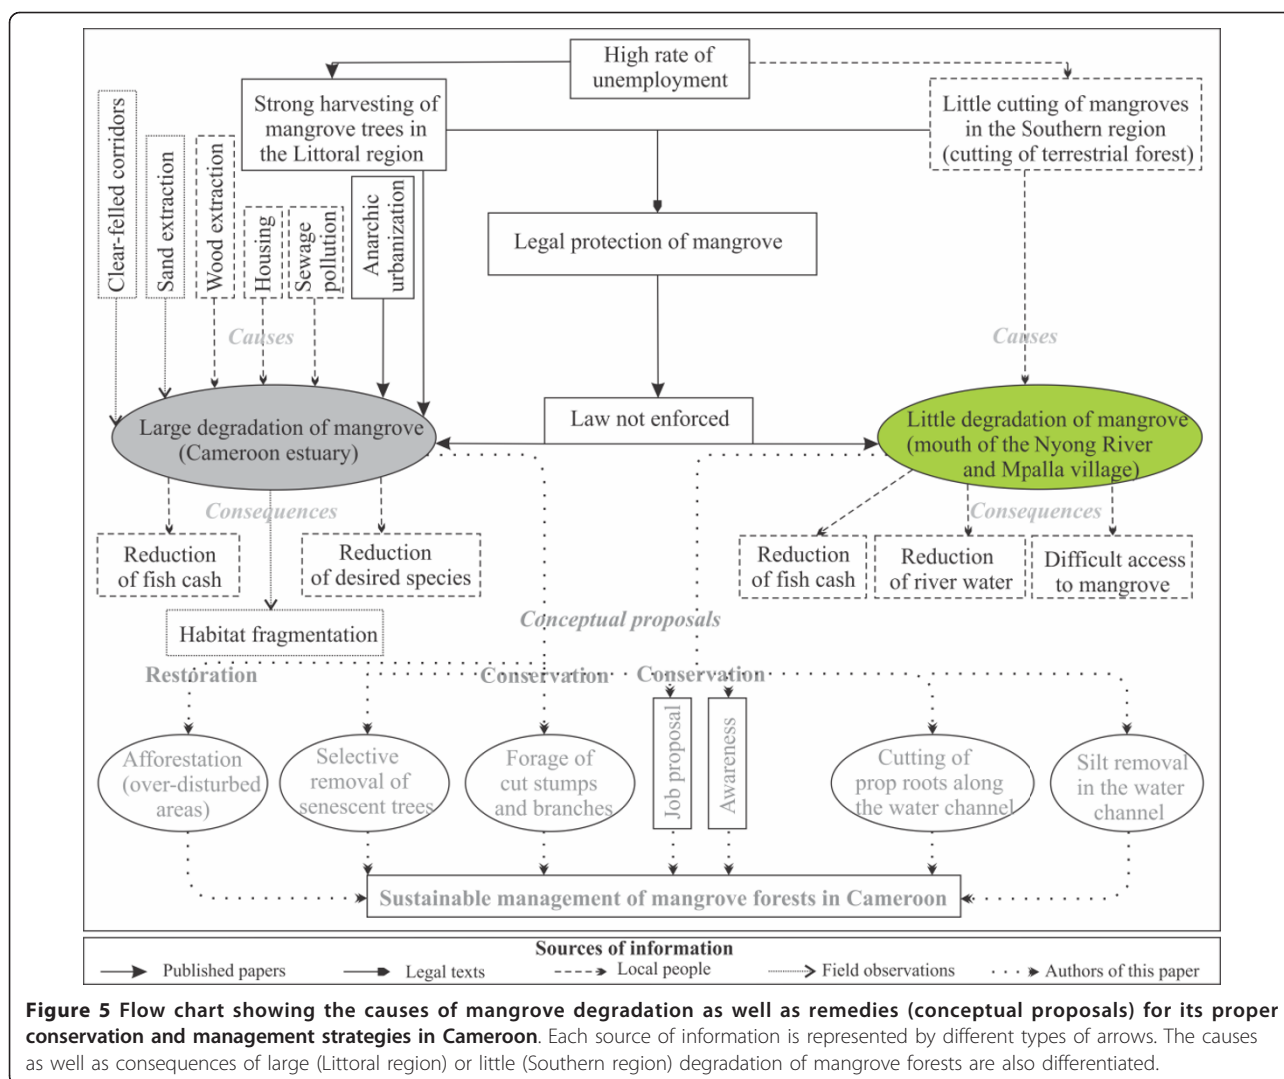 High rate of
unemployment
Strong harvesting of
mangrove trees in
the Littoral region
Little cutting of mangroves
in the Southern region
(cutting of terrestrial forest)
Clear-felled corridors
Sand extraction
Wood extraction
Housing
Sewage
pollution
Anarchic
urbanization
Legal protection of mangrove
Causes
Causes
Law not enforced
Large degradation of mangrove
(Cameroon estuary)
Little degradation of mangrove
(mouth of the Nyong River
and Mpalla village)
Consequences
Consequences
Reduction
of fish cash
Reduction
of desired species
Habitat fragmentation
Reduction
of fish cash
Reduction
of river water
Difficult access
to mangrove
Conceptual proposals
Restoration
Conservation
Conservation
Afforestation
(over-disturbed
areas)
Selective
removal of
senescent trees
Forage of
cut stumps
and branches
Job proposal
Awareness
Cutting of
prop roots along
the water channel
Silt removal
in the water
channel
Sustainable management of mangrove forests in Cameroon
Sources of information
Published papers
Legal texts
Local people
Field observations
Authors of this paper
Figure 5 Flow chart showing the causes of mangrove degradation as well as remedies (conceptual proposals) for its proper
conservation and management strategies in Cameroon. Each source of information is represented by different types of arrows. The causes
as well as consequences of large (Littoral region) or little (Southern region) degradation of mangrove forests are also differentiated.